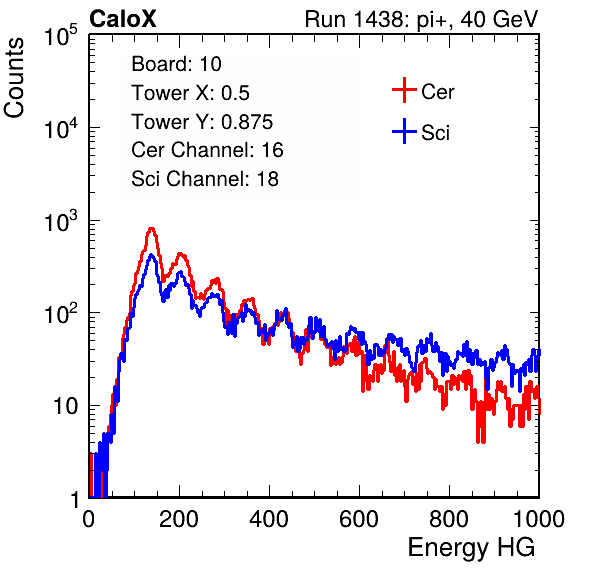 CaloX Run 1438: pi+, 40 GeV
Counts
10^5
10^4
10^3
10^2
10
1
Board: 10
Tower X: 0.5
Tower Y: 0.875
Cer Channel: 16
Sci Channel: 18
Cer
Sci
0 200 400 600 800 1000
Energy HG